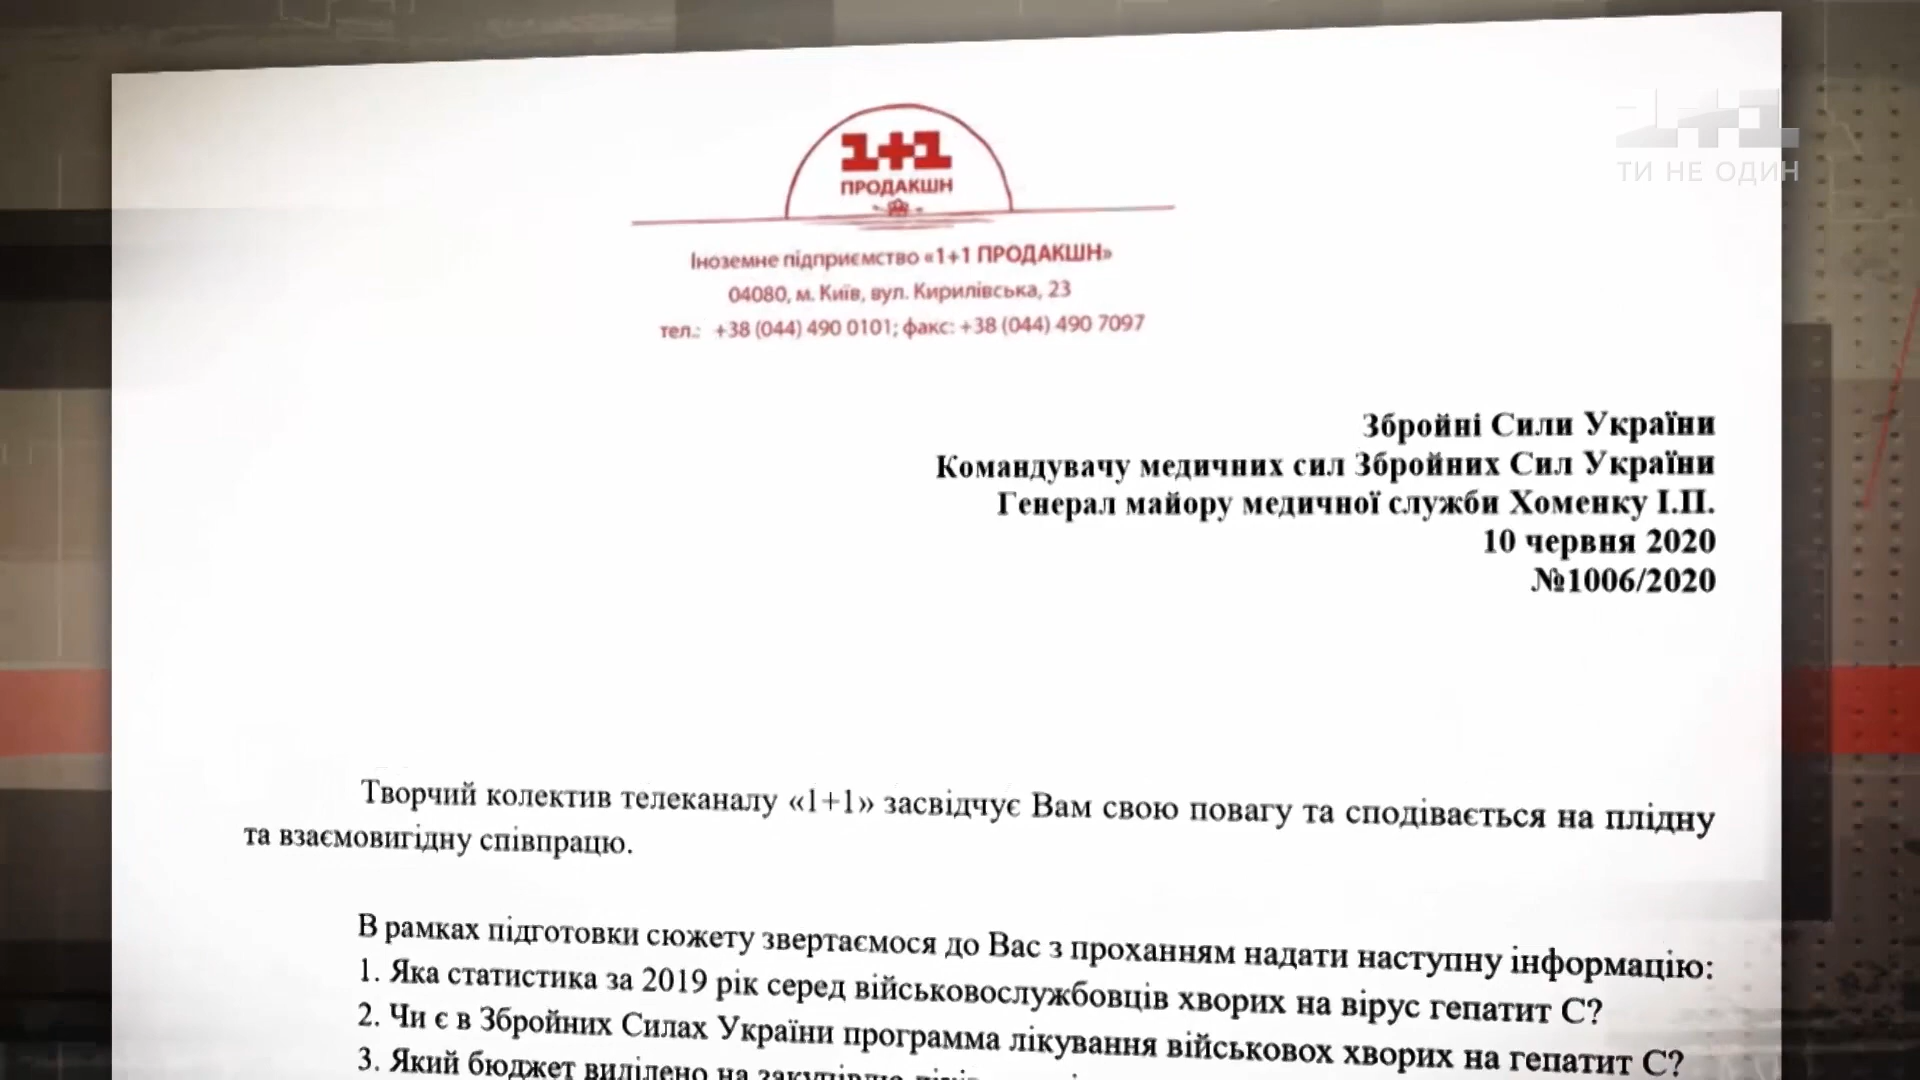 1+1
ТИ НЕ ОДИН
1+1
ПРОДАКШН
Іноземне підприємство «1+1 ПРОДАКШН»
04080, м. Київ, вул. Кирилівська, 23
тел.: +38 (044) 490 0101; факс: +38 (044) 490 7097
Збройні Сили України
Командувачу медичних сил Збройних Сил України
Генерал майору медичної служби Хоменку І.П.
10 червня 2020
№1006/2020
Творчий колектив телеканалу «1+1» засвідчує Вам свою повагу та сподівається на плідну
та взаємовигідну співпрацю.
В рамках підготовки сюжету звертаємося до Вас з проханням надати наступну інформацію:
1. Яка статистика за 2019 рік серед військовослужбовців хворих на вірус гепатит С?
2. Чи є в Збройних Силах України программа лікування військовох хворих на гепатит С?
3. Який бюджет виділено на закупівлю